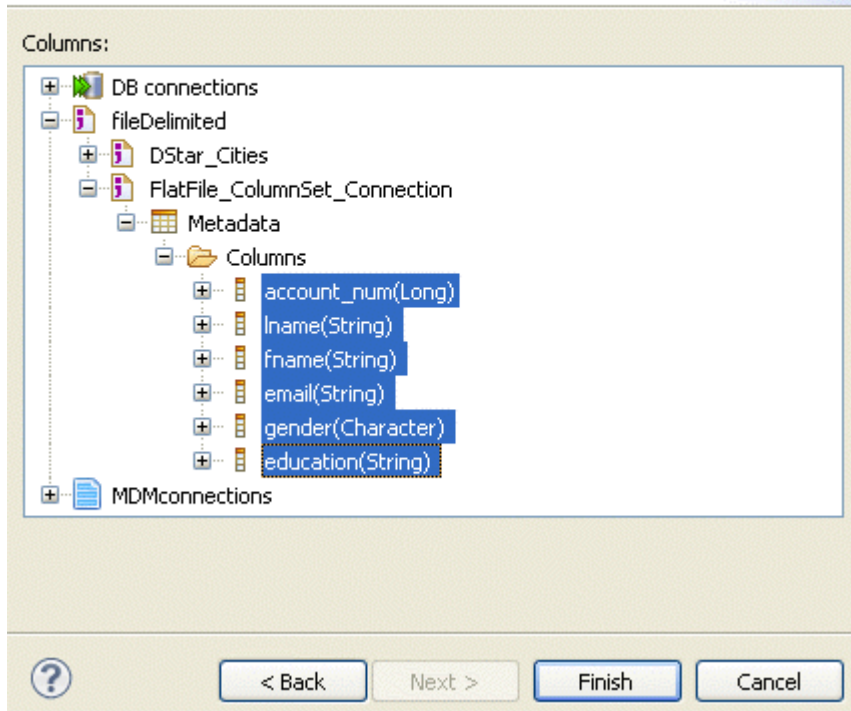 Columns:
DB connections
fileDelimited
DStar_Cities
FlatFile_ColumnSet_Connection
Metadata
Columns
account_num(Long)
lname(String)
fname(String)
email(String)
gender(Character)
education(String)
MDMconnections
? < Back Next > Finish Cancel